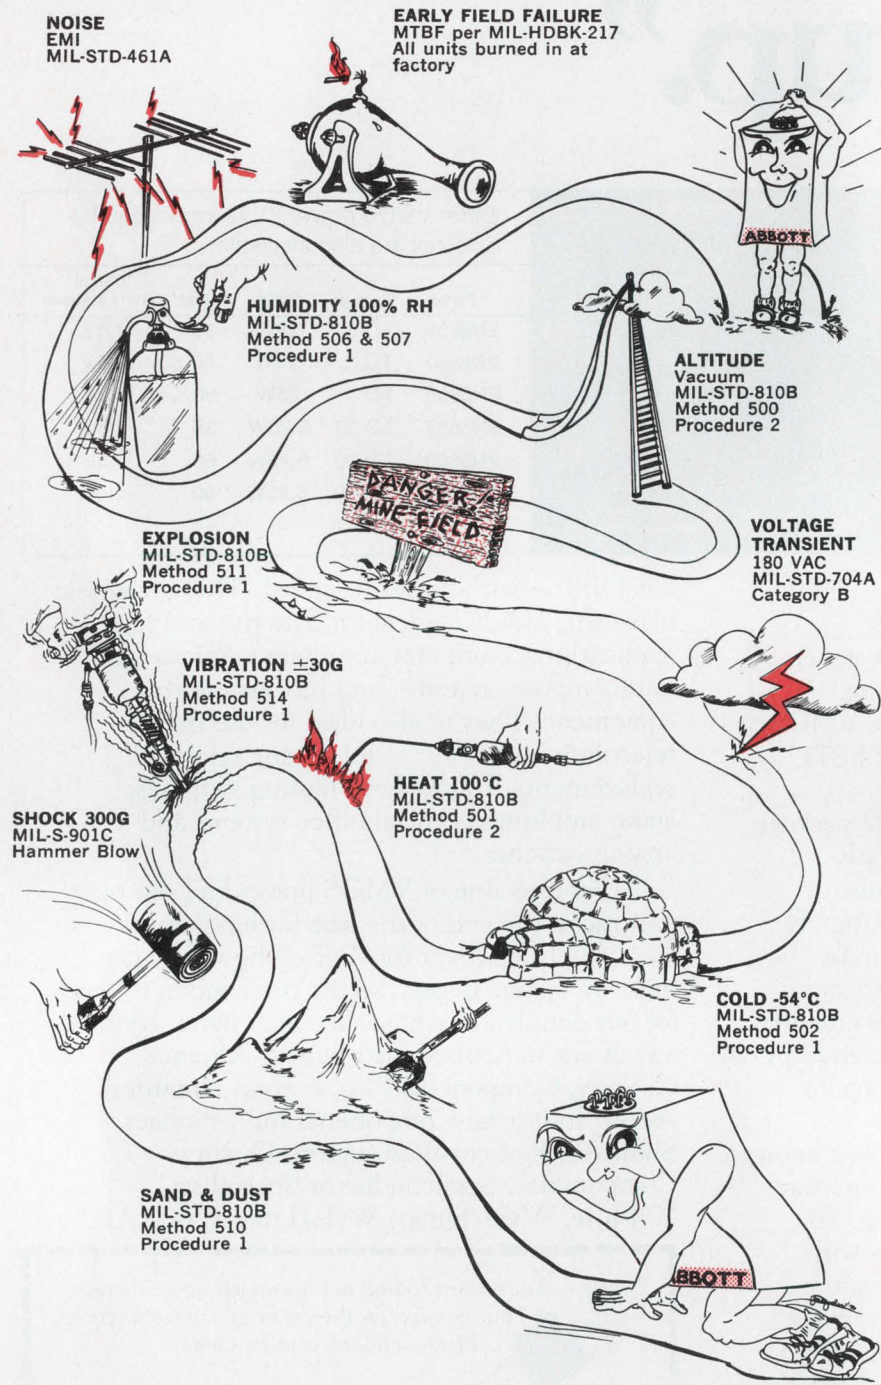 NOISE
EMI
MIL-STD-461A
EARLY FIELD FAILURE
MTBF per MIL-HDBK-217
All units burned in at
factory
ABBOTT
HUMIDITY 100% RH
MIL-STD-810B
Method 506 & 507
Procedure 1
ALTITUDE
Vacuum
MIL-STD-810B
Method 500
Procedure 2
DANGER!
MINE FIELD
EXPLOSION
MIL-STD-810B
Method 511
Procedure 1
VOLTAGE
TRANSIENT
180 VAC
MIL-STD-704A
Category B
VIBRATION ±30G
MIL-STD-810B
Method 514
Procedure 1
HEAT 100°C
MIL-STD-810B
Method 501
Procedure 2
SHOCK 300G
MIL-S-901C
Hammer Blow
COLD -54°C
MIL-STD-810B
Method 502
Procedure 1
SAND & DUST
MIL-STD-810B
Method 510
Procedure 1
BBOTT